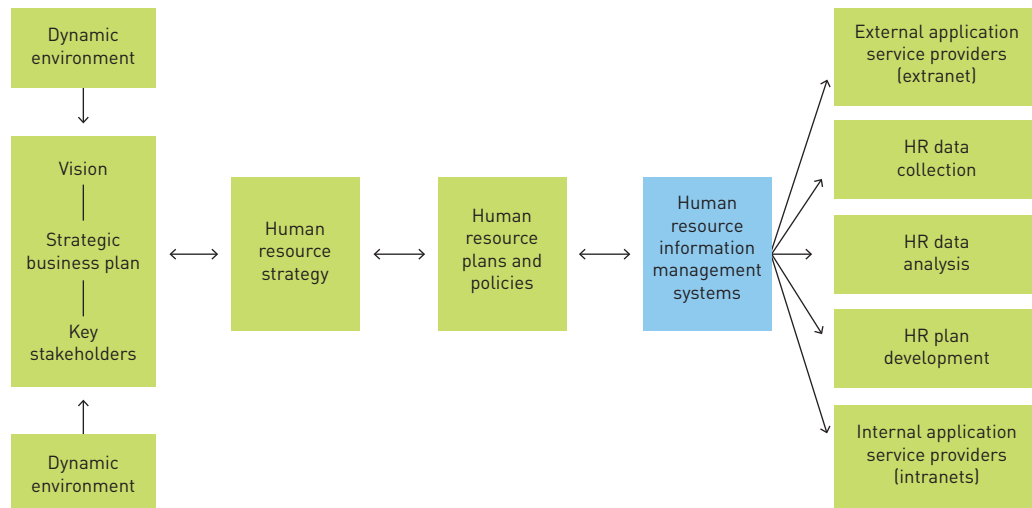 Dynamic
environment
Vision
Strategic
business plan
Key
stakeholders
Dynamic
environment
Human
resource
strategy
Human
resource
plans and
policies
Human
resource
information
management
systems
External application
service providers
(extranet)
HR data
collection
HR data
analysis
HR plan
development
Internal application
service providers
(intranets)